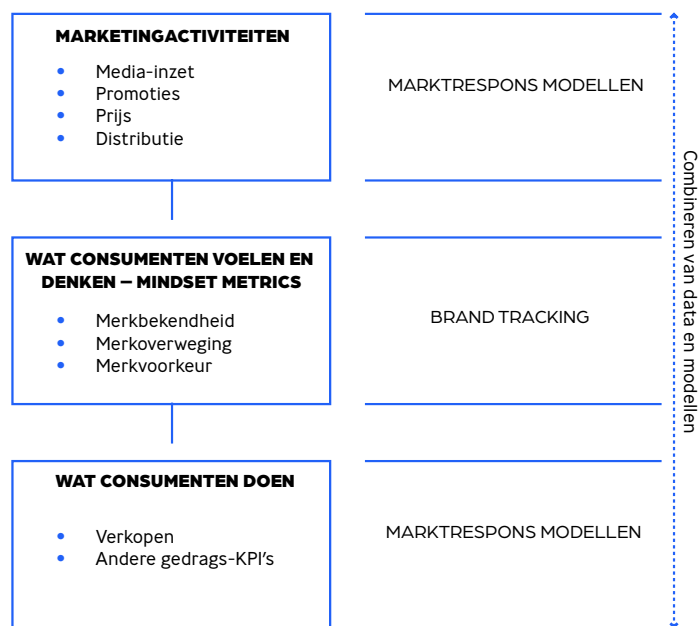 MARKETINGACTIVITEITEN
• Media-inzet
• Promoties
• Prijs
• Distributie
MARKTRESPONS MODELLEN
WAT CONSUMENTEN VOELEN EN
DENKEN – MINDSET METRICS
• Merkbekendheid
• Merkoverweging
• Merkvoorkeur
BRAND TRACKING
WAT CONSUMENTEN DOEN
• Verkopen
• Andere gedrags-KPI's
MARKTRESPONS MODELLEN
Combineren van data en modellen